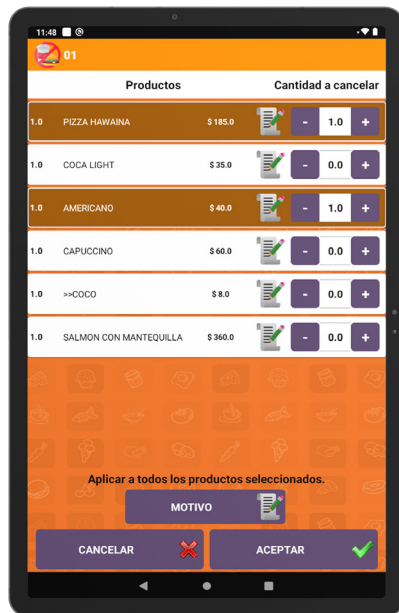 11:48
01
Productos Cantidad a cancelar
1.0 PIZZA HAWAINA $ 185.0 - 1.0 +
1.0 COCA LIGHT $ 35.0 - 0.0 +
1.0 AMERICANO $ 40.0 - 1.0 +
1.0 CAPUCCINO $ 60.0 - 0.0 +
1.0 >>COCO $ 8.0 - 0.0 +
1.0 SALMON CON MANTEQUILLA $ 360.0 - 0.0 +
Aplicar a todos los productos seleccionados.
MOTIVO
CANCELAR ACEPTAR